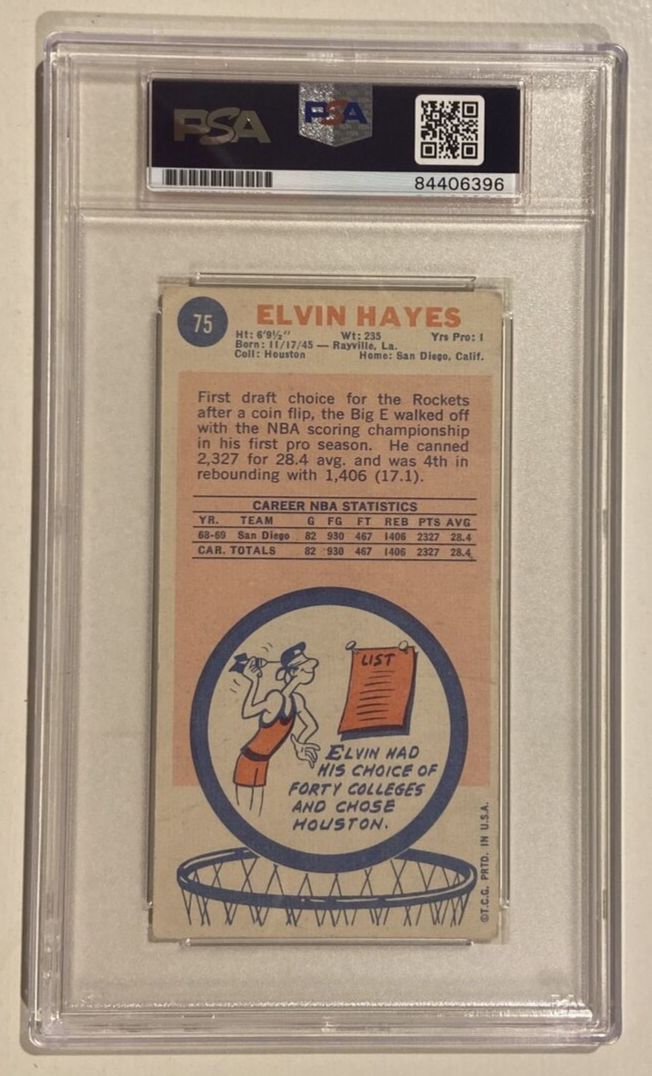 PSA
PSA
84406396
75
ELVIN HAYES
Ht: 6'9½" Wt: 235 Yrs Pro: 1
Born: 11/17/45 — Rayville, La.
Coll: Houston Home: San Diego, Calif.
First draft choice for the Rockets
after a coin flip, the Big E walked off
with the NBA scoring championship
in his first pro season. He canned
2,327 for 28.4 avg. and was 4th in
rebounding with 1,406 (17.1).
CAREER NBA STATISTICS
YR. TEAM G FG FT REB PTS AVG
68-69 San Diego 82 930 467 1406 2327 28.4
CAR. TOTALS 82 930 467 1406 2327 28.4
LIST
ELVIN HAD
HIS CHOICE OF
FORTY COLLEGES
AND CHOSE
HOUSTON.
©T.C.G. PRTD. IN U.S.A.